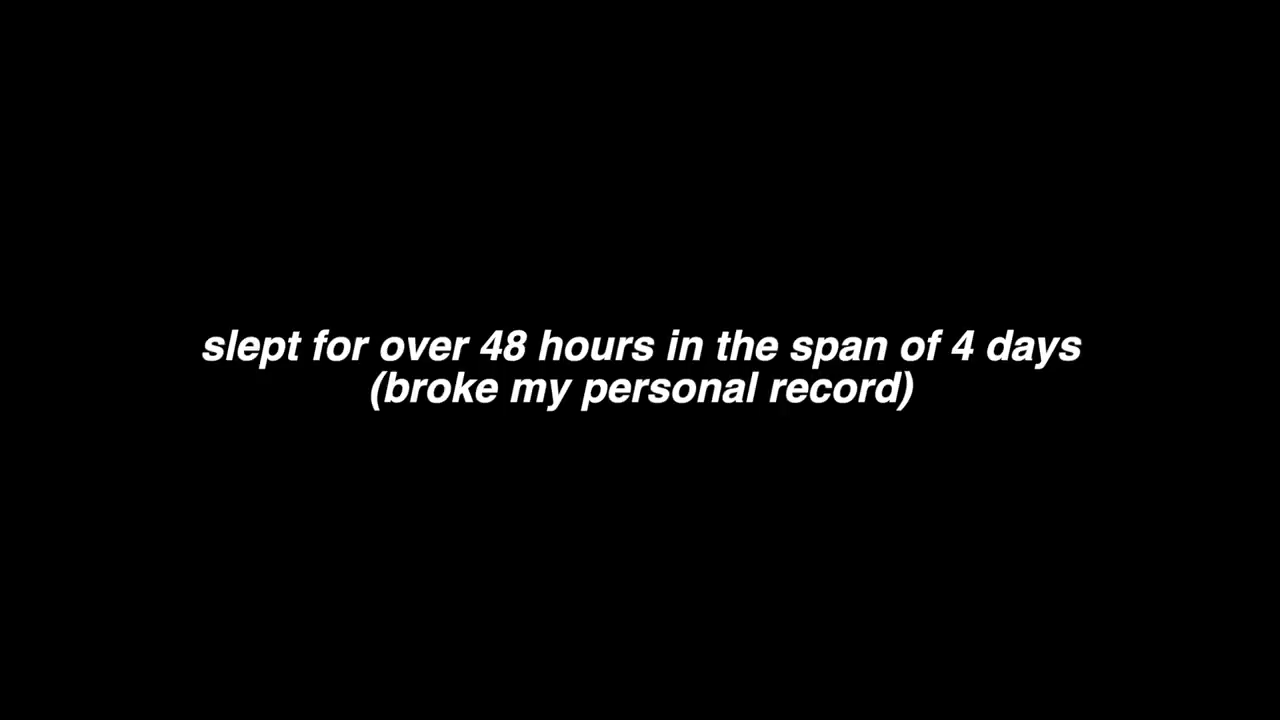 slept for over 48 hours in the span of 4 days
(broke my personal record)